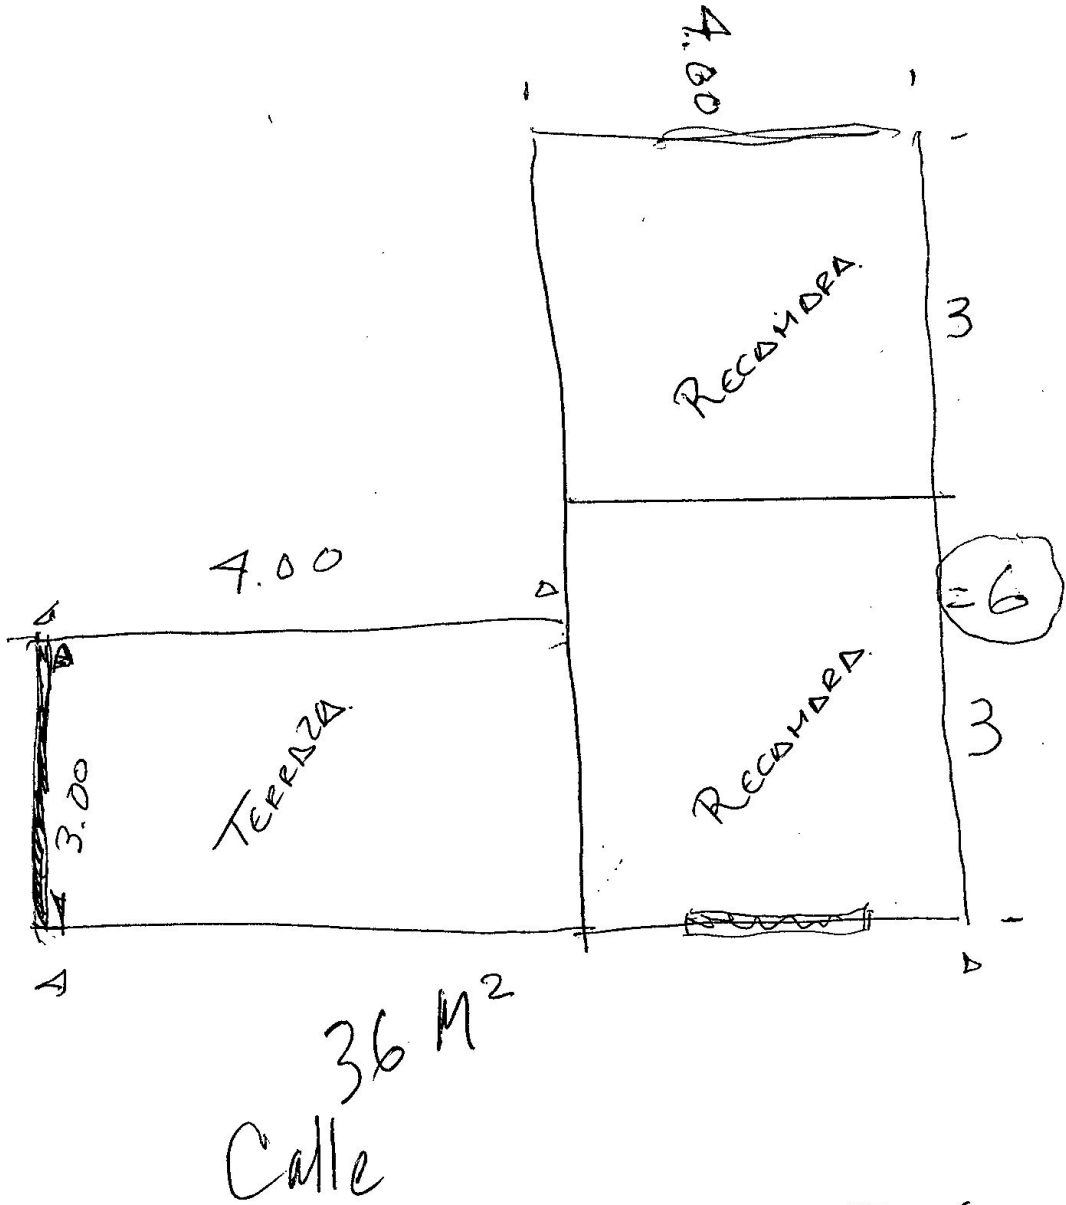 4.00
RECAMARA.
3
4.00
= 6
TERRAZA.
3.00
RECAMARA.
3
36 M²
Calle